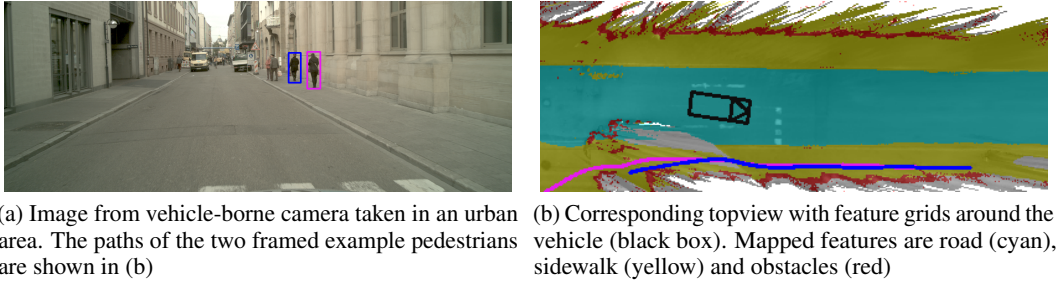 (a) Image from vehicle-borne camera taken in an urban
area. The paths of the two framed example pedestrians
are shown in (b)
(b) Corresponding topview with feature grids around the
vehicle (black box). Mapped features are road (cyan),
sidewalk (yellow) and obstacles (red)